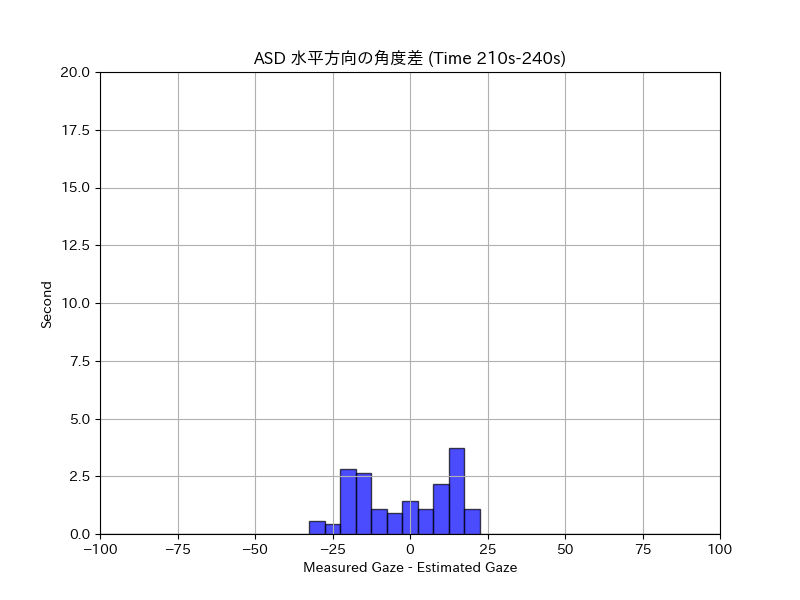 ASD 水平方向の角度差 (Time 210s-240s)
20.0
17.5
15.0
12.5
10.0
7.5
5.0
2.5
0.0
Second
−100 −75 −50 −25 0 25 50 75 100
Measured Gaze - Estimated Gaze